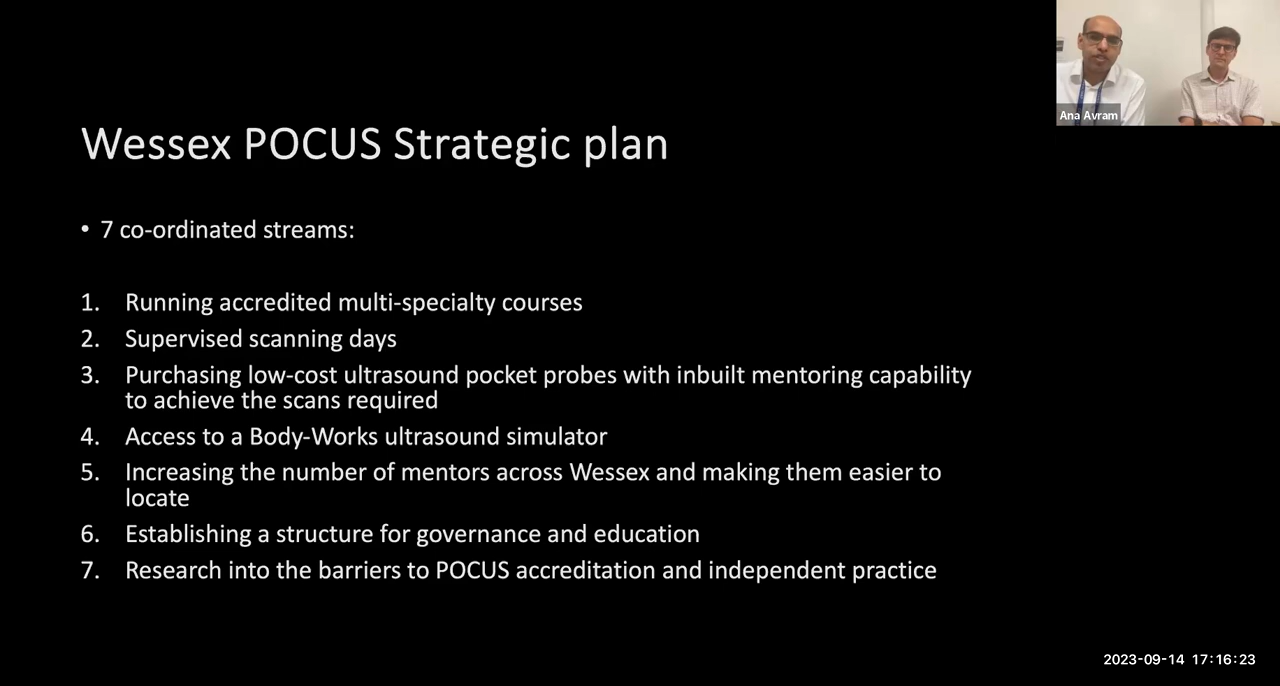 Ana Avram
Wessex POCUS Strategic plan
• 7 co-ordinated streams:
1. Running accredited multi-specialty courses
2. Supervised scanning days
3. Purchasing low-cost ultrasound pocket probes with inbuilt mentoring capability
to achieve the scans required
4. Access to a Body-Works ultrasound simulator
5. Increasing the number of mentors across Wessex and making them easier to
locate
6. Establishing a structure for governance and education
7. Research into the barriers to POCUS accreditation and independent practice
2023-09-14 17:16:23